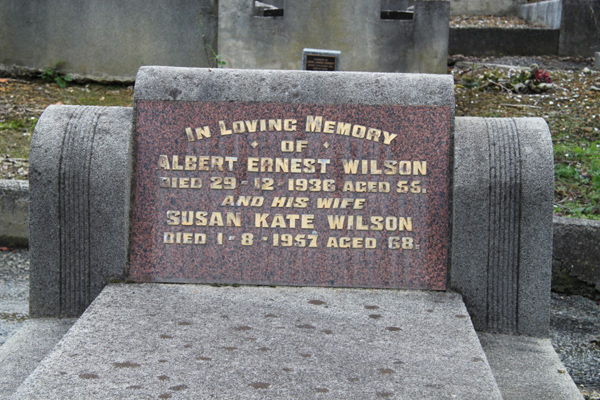 In Loving Memory
OF
ALBERT ERNEST WILSON
DIED 29-12-1936 AGED 55.
AND HIS WIFE
SUSAN KATE WILSON
DIED 1-8-1957 AGED 68.